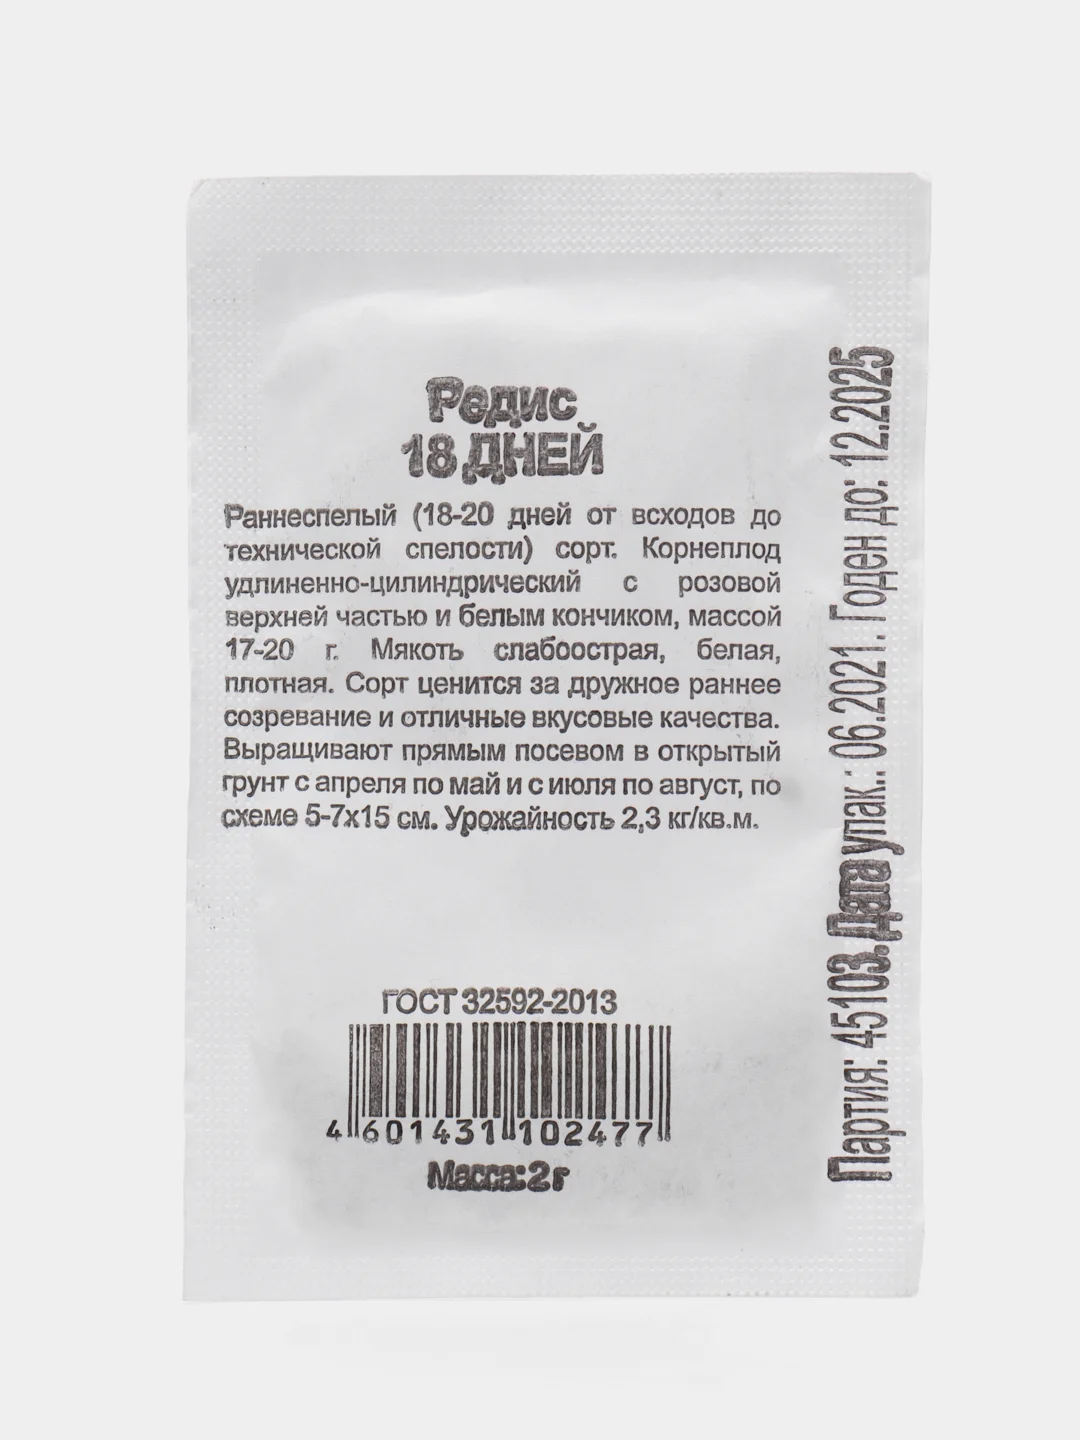 Редис
18 ДНЕЙ
Раннеспелый (18-20 дней от всходов до
технической спелости) сорт. Корнеплод
удлиненно-цилиндрический с розовой
верхней частью и белым кончиком, массой
17-20 г. Мякоть слабоострая, белая,
плотная. Сорт ценится за дружное раннее
созревание и отличные вкусовые качества.
Выращивают прямым посевом в открытый
грунт с апреля по май и с июля по август, по
схеме 5-7х15 см. Урожайность 2,3 кг/кв.м.
ГОСТ 32592-2013
4 601431 102477
Масса: 2 г
Партия: 45103. Дата упак.: 06.2021. Годен до: 12.2025